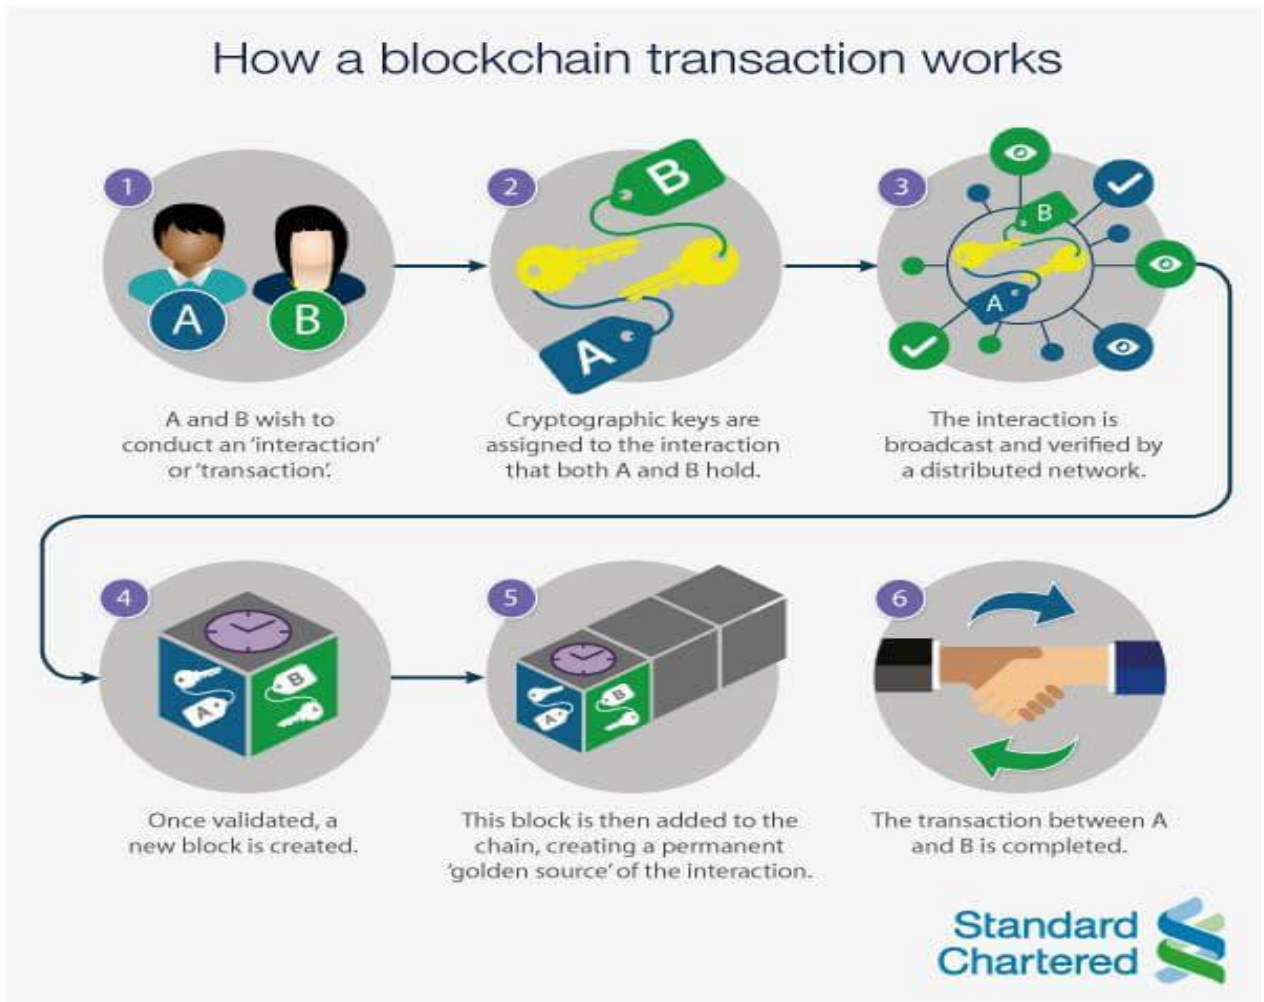 How a blockchain transaction works
1
2
3
A
B
B
A
B
A
A and B wish to
conduct an 'interaction'
or 'transaction'.
Cryptographic keys are
assigned to the interaction
that both A and B hold.
The interaction is
broadcast and verified by
a distributed network.
4
5
6
A
B
A
B
Once validated, a
new block is created.
This block is then added to the
chain, creating a permanent
'golden source' of the interaction.
The transaction between A
and B is completed.
Standard
Chartered